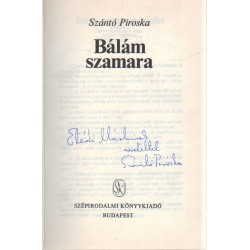 Szántó Piroska
Bálám
szamara
szeretettel
Szántó Piroska
SZÉPIRODALMI KÖNYVKIADÓ
BUDAPEST